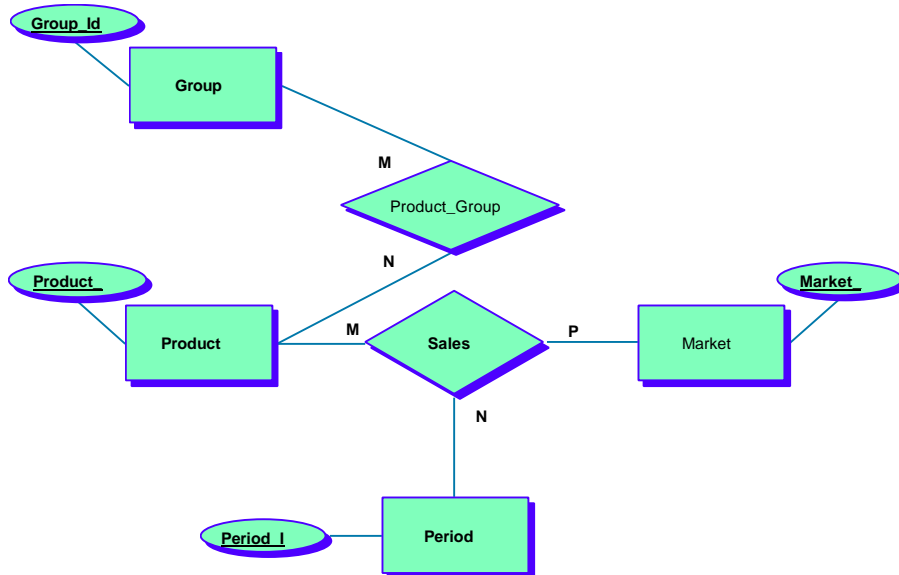 Group_Id
Group
M
Product_Group
N
Product_
Market_
Product
M
Sales
P
Market
N
Period_I
Period